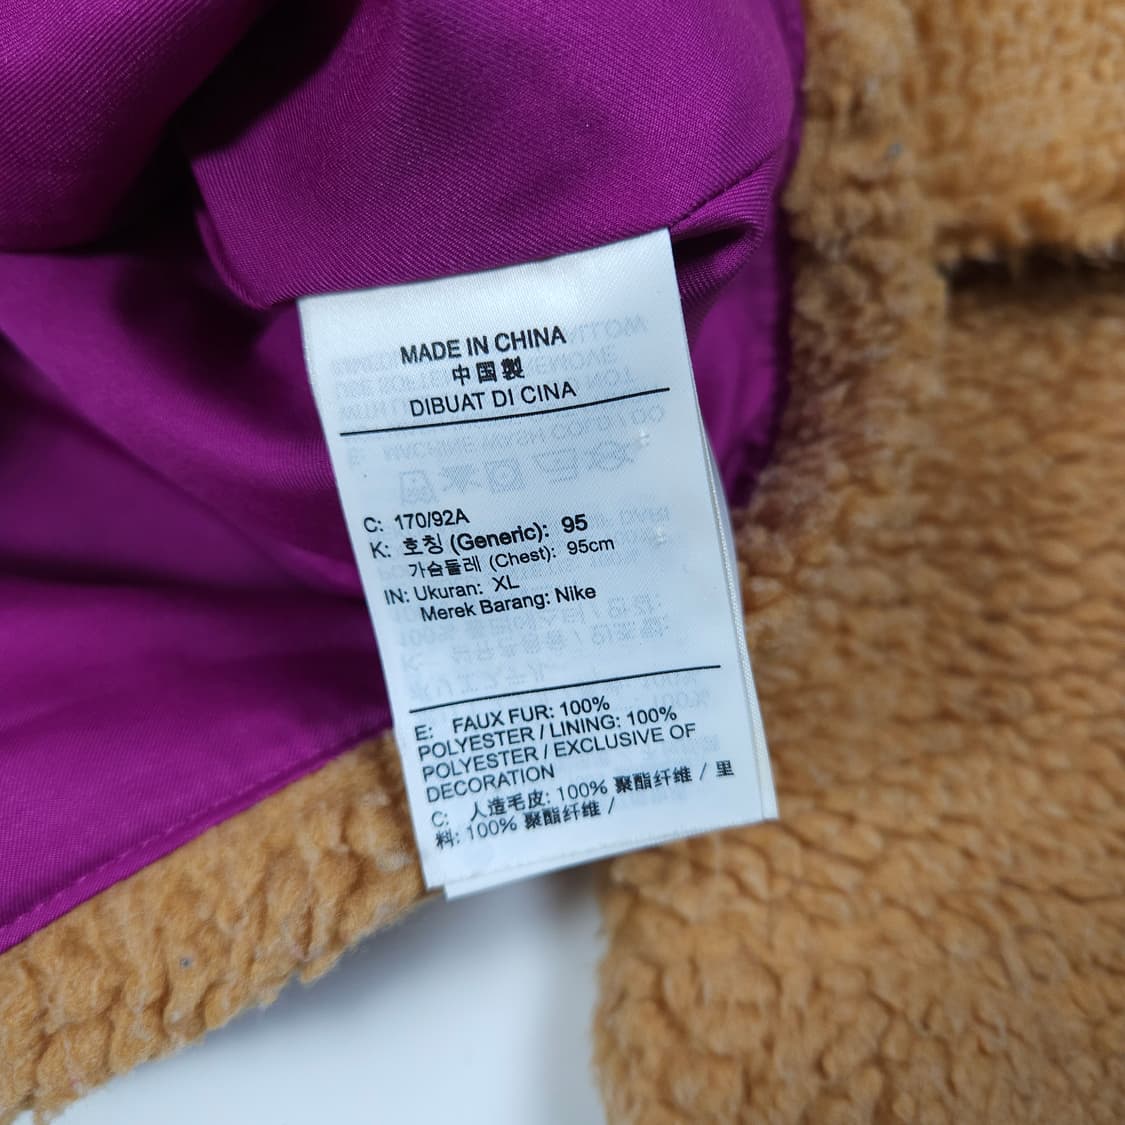 MADE IN CHINA
中国製
DIBUAT DI CINA
C: 170/92A
K: 호칭 (Generic): 95
가슴둘레 (Chest): 95cm
IN: Ukuran: XL
Merek Barang: Nike
E: FAUX FUR: 100%
POLYESTER / LINING: 100%
POLYESTER / EXCLUSIVE OF
DECORATION
C: 人造毛皮: 100% 聚酯纤维 / 里
料: 100% 聚酯纤维 /